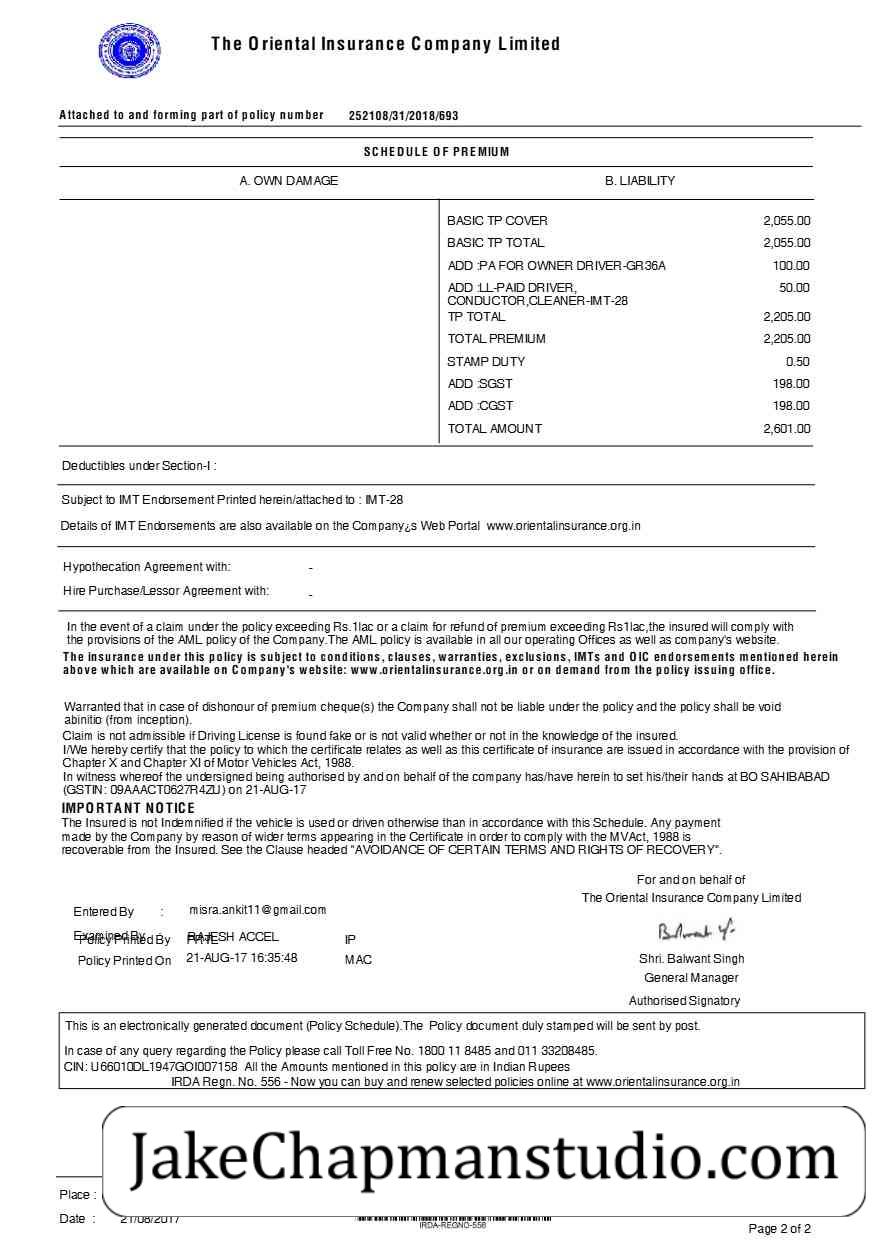 The Oriental Insurance Company Limited
Attached to and forming part of policy number 252108/31/2018/693
SCHEDULE OF PREMIUM
A. OWN DAMAGE B. LIABILITY
BASIC TP COVER 2,055.00
BASIC TP TOTAL 2,055.00
ADD :PA FOR OWNER DRIVER-GR36A 100.00
ADD :LL-PAID DRIVER, 50.00
CONDUCTOR,CLEANER-IMT-28
TP TOTAL 2,205.00
TOTAL PREMIUM 2,205.00
STAMP DUTY 0.50
ADD :SGST 198.00
ADD :CGST 198.00
TOTAL AMOUNT 2,601.00
Deductibles under Section-I :
Subject to IMT Endorsement Printed herein/attached to : IMT-28
Details of IMT Endorsements are also available on the Company¿s Web Portal www.orientalinsurance.org.in
Hypothecation Agreement with: -
Hire Purchase/Lessor Agreement with: -
In the event of a claim under the policy exceeding Rs.1lac or a claim for refund of premium exceeding Rs1lac,the insured will comply with
the provisions of the AML policy of the Company.The AML policy is available in all our operating Offices as well as company's website.
The insurance under this policy is subject to conditions, clauses, warranties, exclusions, IMTs and OIC endorsements mentioned herein
above which are available on Company's website: www.orientalinsurance.org.in or on demand from the policy issuing office.
Warranted that in case of dishonour of premium cheque(s) the Company shall not be liable under the policy and the policy shall be void
abinitio (from inception).
Claim is not admissible if Driving License is found fake or is not valid whether or not in the knowledge of the insured.
I/We hereby certify that the policy to which the certificate relates as well as this certificate of insurance are issued in accordance with the provision of
Chapter X and Chapter XI of Motor Vehicles Act, 1988.
In witness whereof the undersigned being authorised by and on behalf of the company has/have herein to set his/their hands at BO SAHIBABAD
(GSTIN: 09AAACT0627R4ZU) on 21-AUG-17
IMPORTANT NOTICE
The Insured is not Indemnified if the vehicle is used or driven otherwise than in accordance with this Schedule. Any payment
made by the Company by reason of wider terms appearing in the Certificate in order to comply with the MVAct, 1988 is
recoverable from the Insured. See the Clause headed "AVOIDANCE OF CERTAIN TERMS AND RIGHTS OF RECOVERY".
For and on behalf of
The Oriental Insurance Company Limited
Entered By : misra.ankit11@gmail.com
Examined By :
Policy Printed By RAJESH ACCEL IP
Policy Printed On 21-AUG-17 16:35:48 MAC
Shri. Balwant Singh
General Manager
Authorised Signatory
This is an electronically generated document (Policy Schedule).The Policy document duly stamped will be sent by post.
In case of any query regarding the Policy please call Toll Free No. 1800 11 8485 and 011 33208485.
CIN: U66010DL1947GOI007158 All the Amounts mentioned in this policy are in Indian Rupees
IRDA Regn. No. 556 - Now you can buy and renew selected policies online at www.orientalinsurance.org.in
JakeChapmanstudio.com
Place :
Date : 21/08/2017
IRDA-REGNO-556
Page 2 of 2